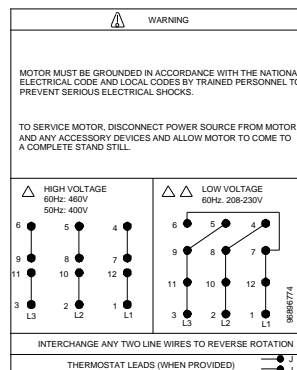 WARNING
MOTOR MUST BE GROUNDED IN ACCORDANCE WITH THE NATIONA
ELECTRICAL CODE AND LOCAL CODES BY TRAINED PERSONNEL TO
PREVENT SERIOUS ELECTRICAL SHOCKS.
TO SERVICE MOTOR, DISCONNECT POWER SOURCE FROM MOTOR
AND ANY ACCESSORY DEVICES AND ALLOW MOTOR TO COME TO
A COMPLETE STAND STILL.
HIGH VOLTAGE
60Hz: 460V
50Hz: 400V
6 5 4
9 8 7
11 10 12
3 2 1
L3 L2 L1
LOW VOLTAGE
60Hz. 208-230V
6 5 4
9 8 7
11 10 12
3 2 1
L3 L2 L1
96896774
INTERCHANGE ANY TWO LINE WIRES TO REVERSE ROTATION
THERMOSTAT LEADS (WHEN PROVIDED)
J